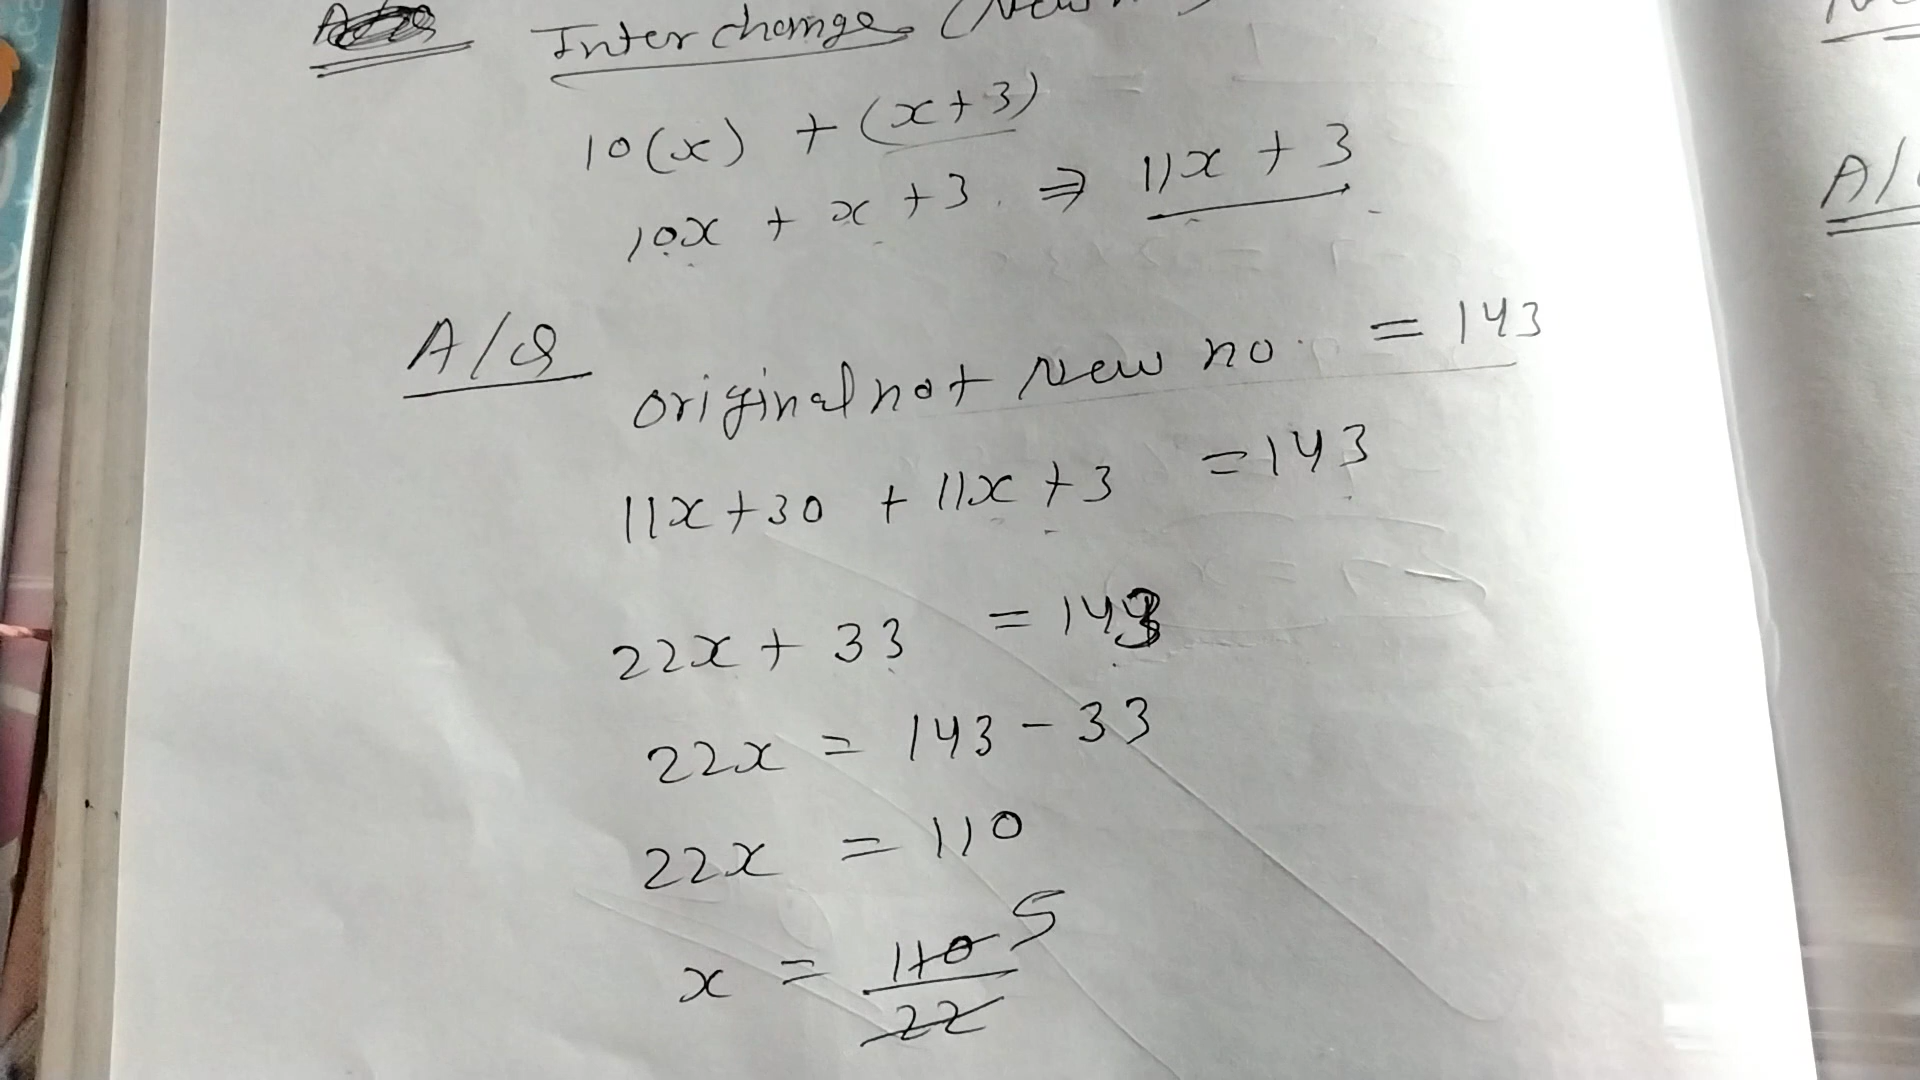 Interchange (New
10(x) + (x+3)
10x + x + 3 ⇒ 11x + 3
A/Q
original no + New no. = 143
11x+30 + 11x + 3 = 143
22x + 33 = 143
22x = 143 - 33
22x = 110
x = 110/22 5
A/